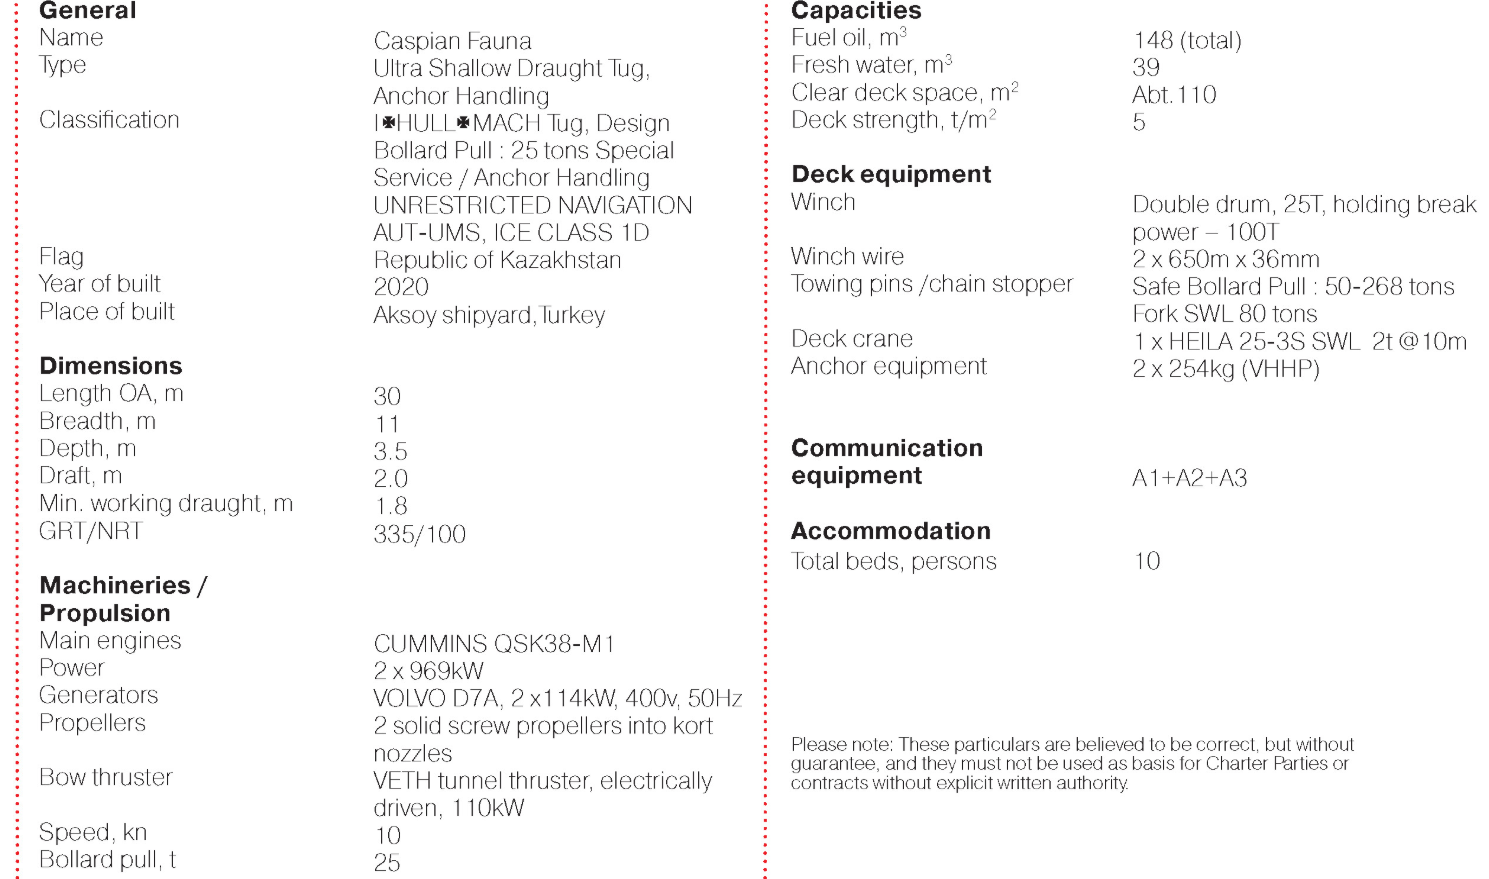 General
Name Caspian Fauna
Type Ultra Shallow Draught Tug,
Anchor Handling
Classification I✠HULL✠MACH Tug, Design
Bollard Pull : 25 tons Special
Service / Anchor Handling
UNRESTRICTED NAVIGATION
AUT-UMS, ICE CLASS 1D
Flag Republic of Kazakhstan
Year of built 2020
Place of built Aksoy shipyard,Turkey
Dimensions
Length OA, m 30
Breadth, m 11
Depth, m 3.5
Draft, m 2.0
Min. working draught, m 1.8
GRT/NRT 335/100
Machineries /
Propulsion
Main engines CUMMINS QSK38-M1
Power 2 x 969kW
Generators VOLVO D7A, 2 x114kW, 400v, 50Hz
Propellers 2 solid screw propellers into kort
nozzles
Bow thruster VETH tunnel thruster, electrically
driven, 110kW
Speed, kn 10
Bollard pull, t 25
Capacities
Fuel oil, m³ 148 (total)
Fresh water, m³ 39
Clear deck space, m² Abt.110
Deck strength, t/m² 5
Deck equipment
Winch Double drum, 25T, holding break
power – 100T
Winch wire 2 x 650m x 36mm
Towing pins /chain stopper Safe Bollard Pull : 50-268 tons
Fork SWL 80 tons
Deck crane 1 x HEILA 25-3S SWL 2t @10m
Anchor equipment 2 x 254kg (VHHP)
Communication
equipment A1+A2+A3
Accommodation
Total beds, persons 10
Please note: These particulars are believed to be correct, but without
guarantee, and they must not be used as basis for Charter Parties or
contracts without explicit written authority.